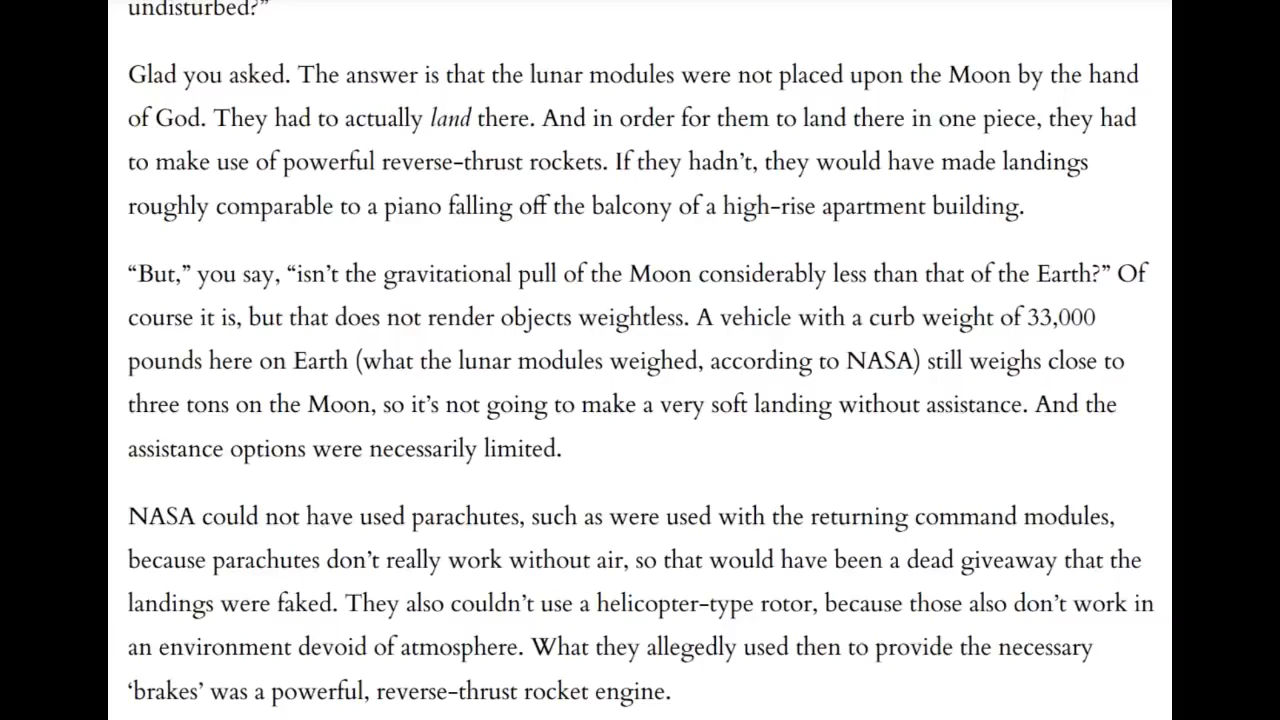 undisturbed?”
Glad you asked. The answer is that the lunar modules were not placed upon the Moon by the hand
of God. They had to actually land there. And in order for them to land there in one piece, they had
to make use of powerful reverse-thrust rockets. If they hadn’t, they would have made landings
roughly comparable to a piano falling off the balcony of a high-rise apartment building.
“But,” you say, “isn’t the gravitational pull of the Moon considerably less than that of the Earth?” Of
course it is, but that does not render objects weightless. A vehicle with a curb weight of 33,000
pounds here on Earth (what the lunar modules weighed, according to NASA) still weighs close to
three tons on the Moon, so it’s not going to make a very soft landing without assistance. And the
assistance options were necessarily limited.
NASA could not have used parachutes, such as were used with the returning command modules,
because parachutes don’t really work without air, so that would have been a dead giveaway that the
landings were faked. They also couldn’t use a helicopter-type rotor, because those also don’t work in
an environment devoid of atmosphere. What they allegedly used then to provide the necessary
‘brakes’ was a powerful, reverse-thrust rocket engine.